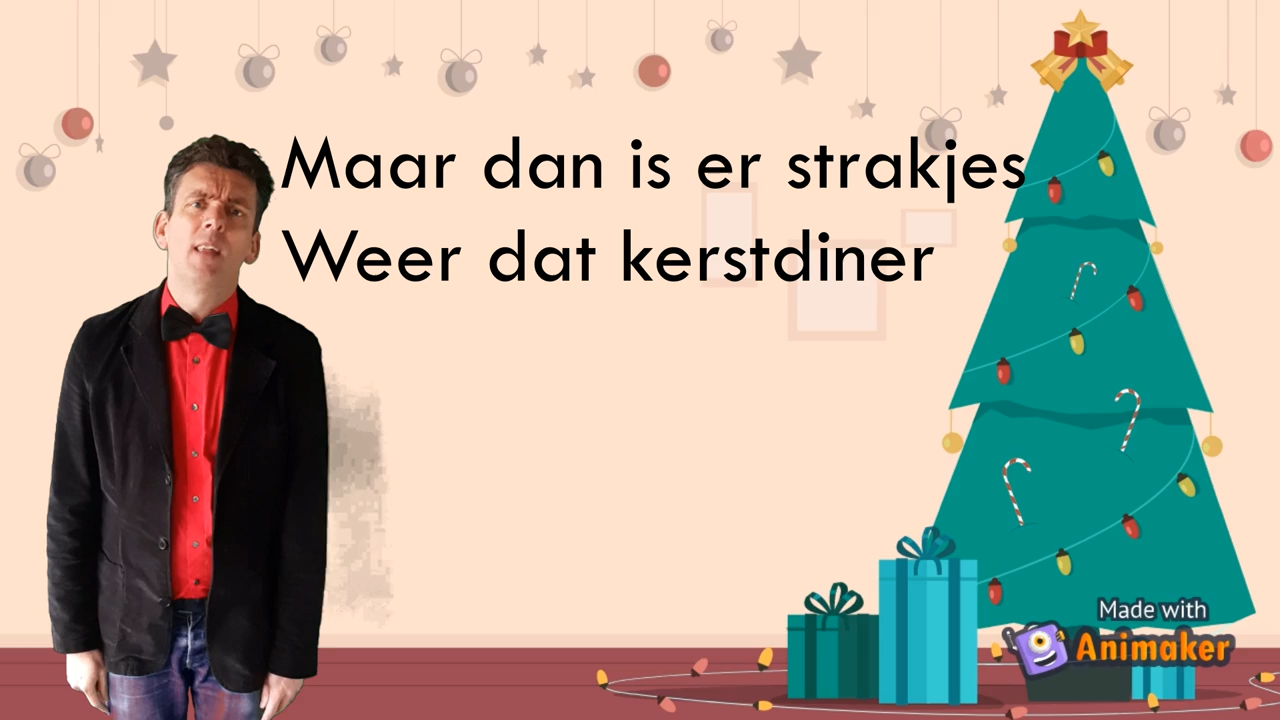 Maar dan is er strakjes
Weer dat kerstdiner
Made with
Animaker